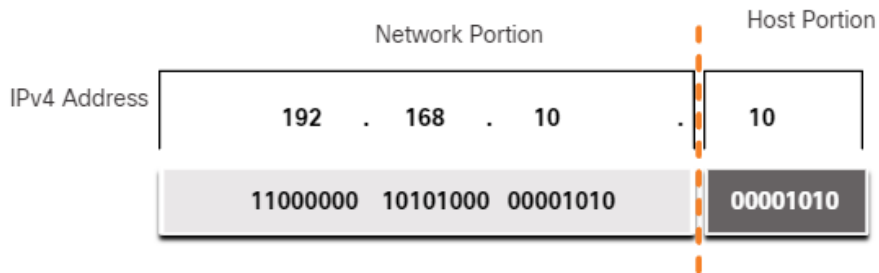 Network Portion
Host Portion
IPv4 Address
192 . 168 . 10 . 10
11000000 10101000 00001010 00001010